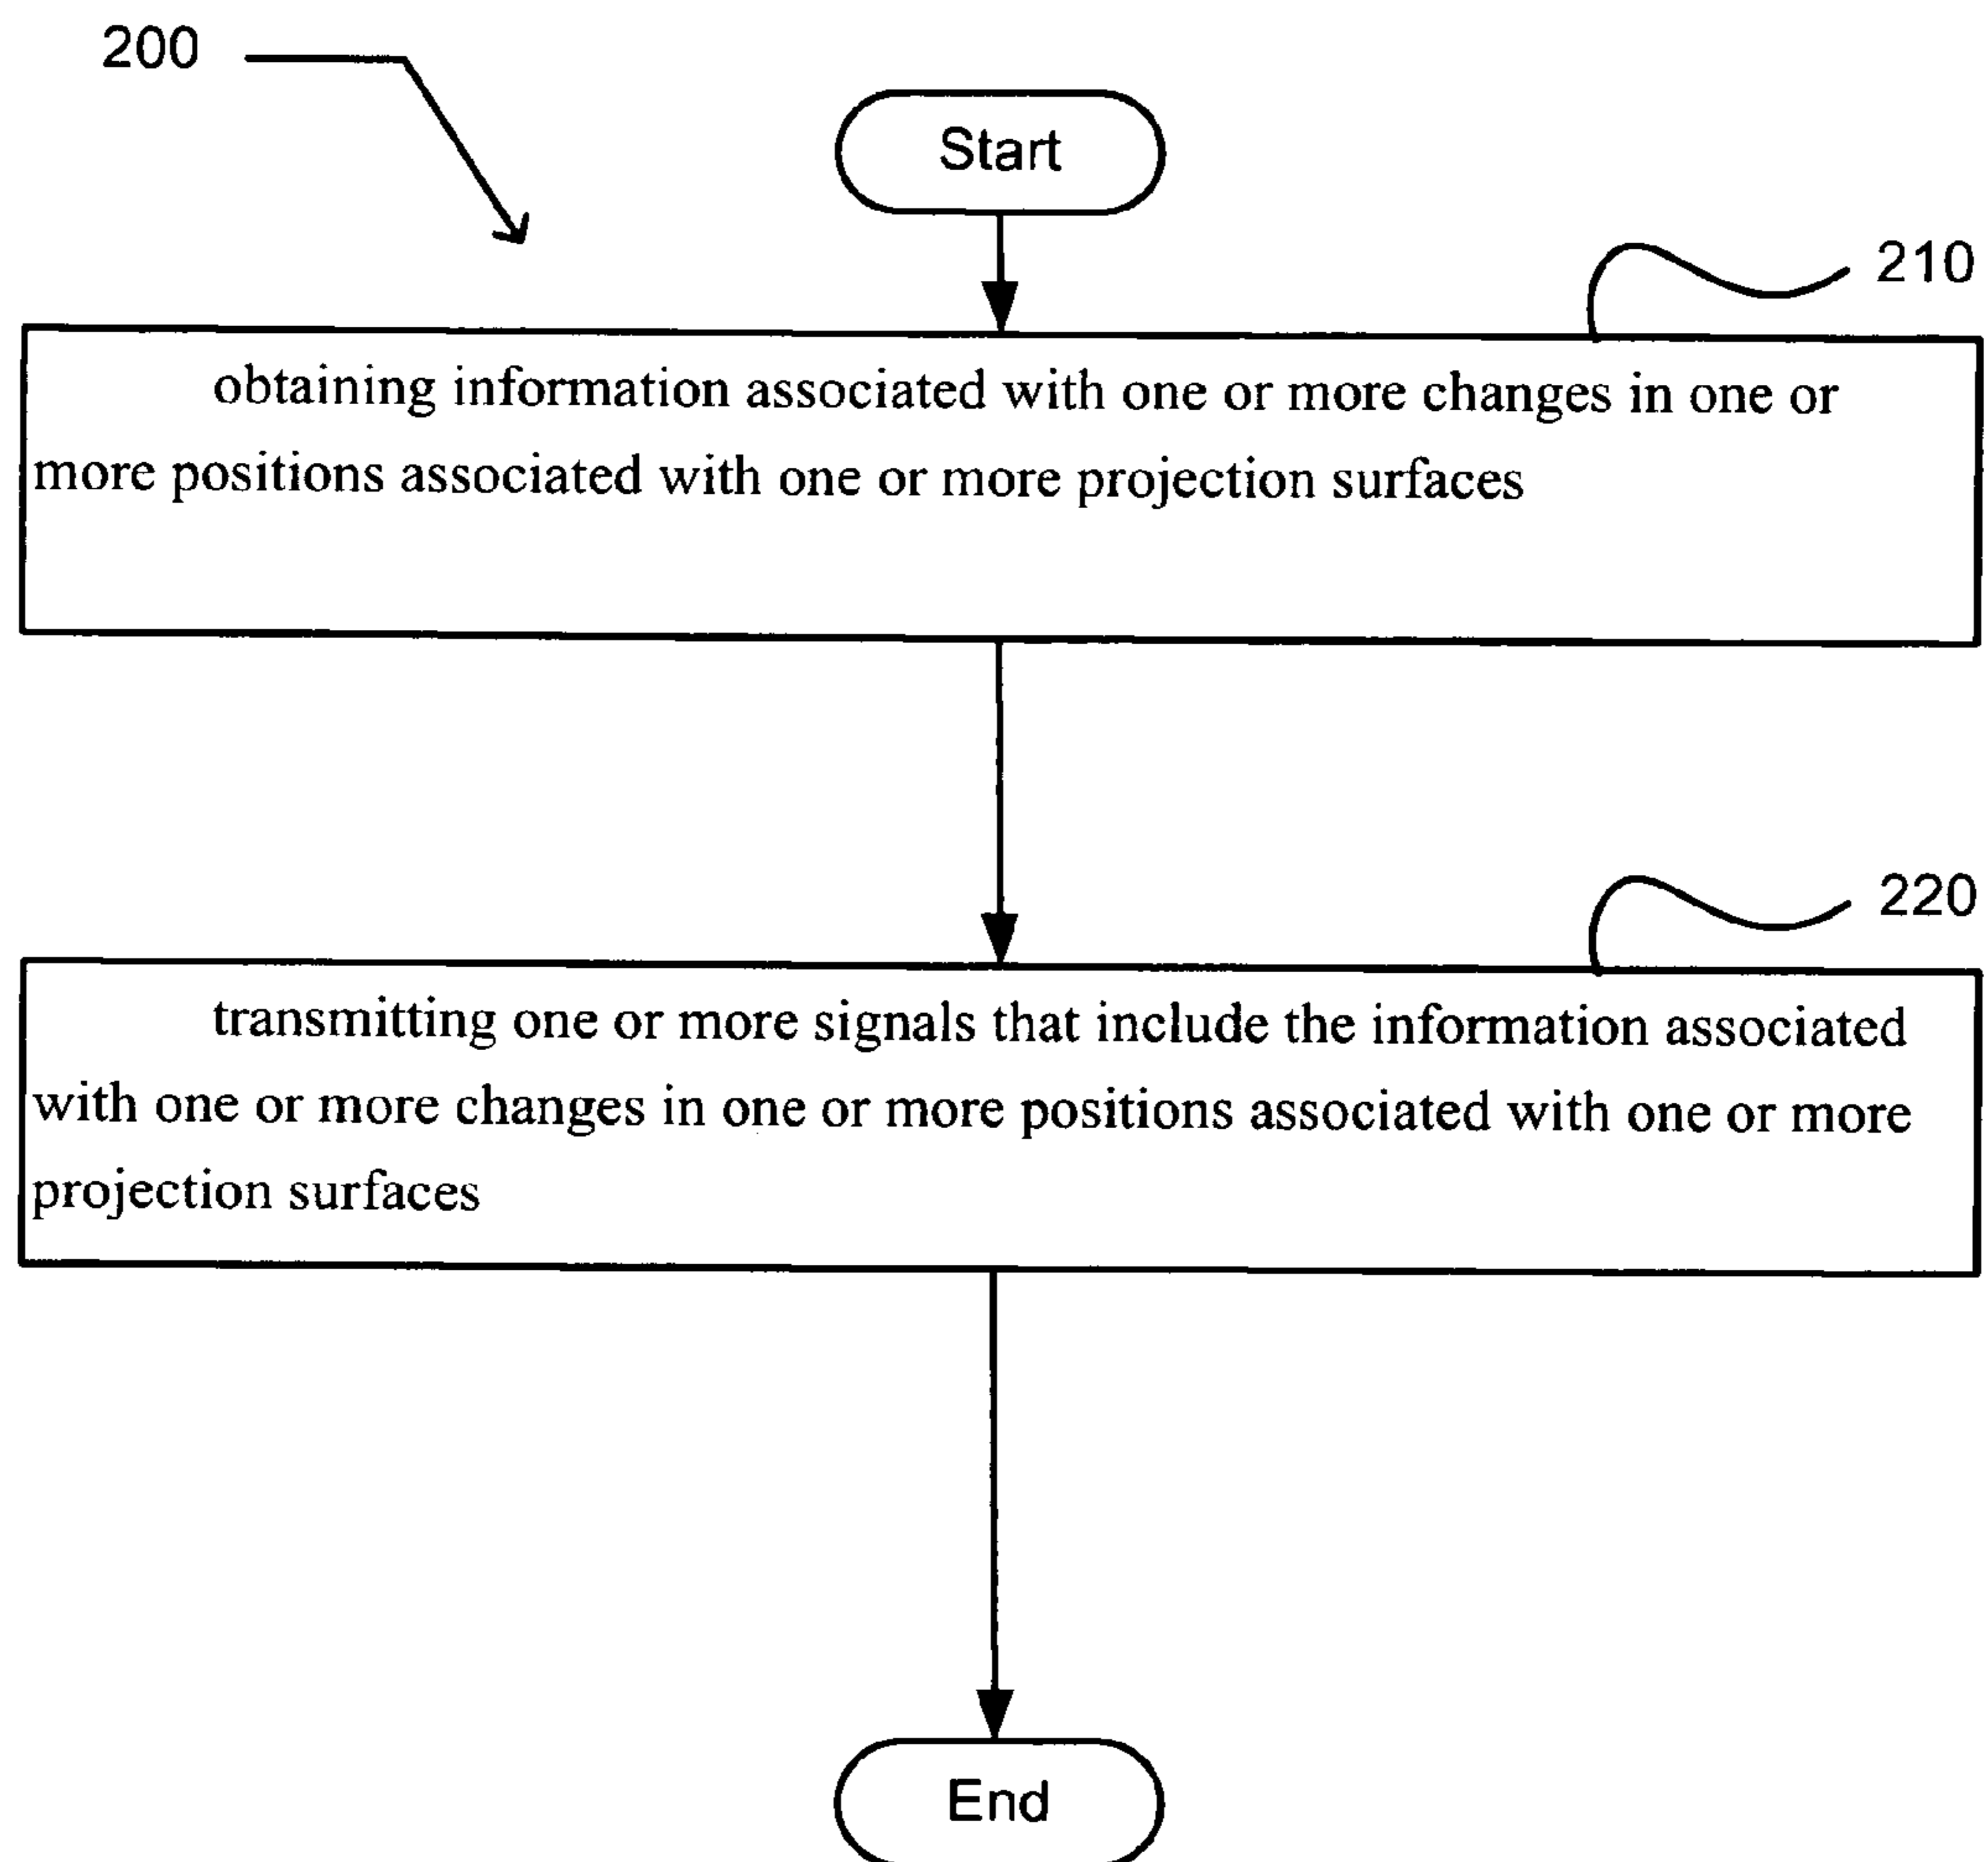 200
Start
210
obtaining information associated with one or more changes in one or
more positions associated with one or more projection surfaces
220
transmitting one or more signals that include the information associated
with one or more changes in one or more positions associated with one or more
projection surfaces
End